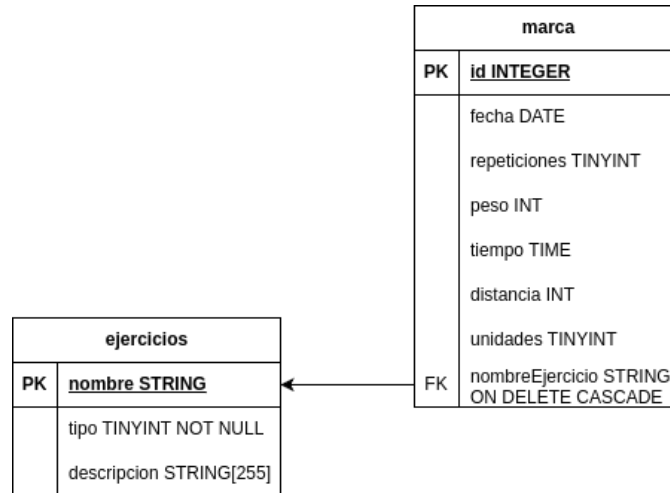 marca
PK id INTEGER
fecha DATE
repeticiones TINYINT
peso INT
tiempo TIME
distancia INT
unidades TINYINT
FK nombreEjercicio STRING
ON DELETE CASCADE
ejercicios
PK nombre STRING
tipo TINYINT NOT NULL
descripcion STRING[255]